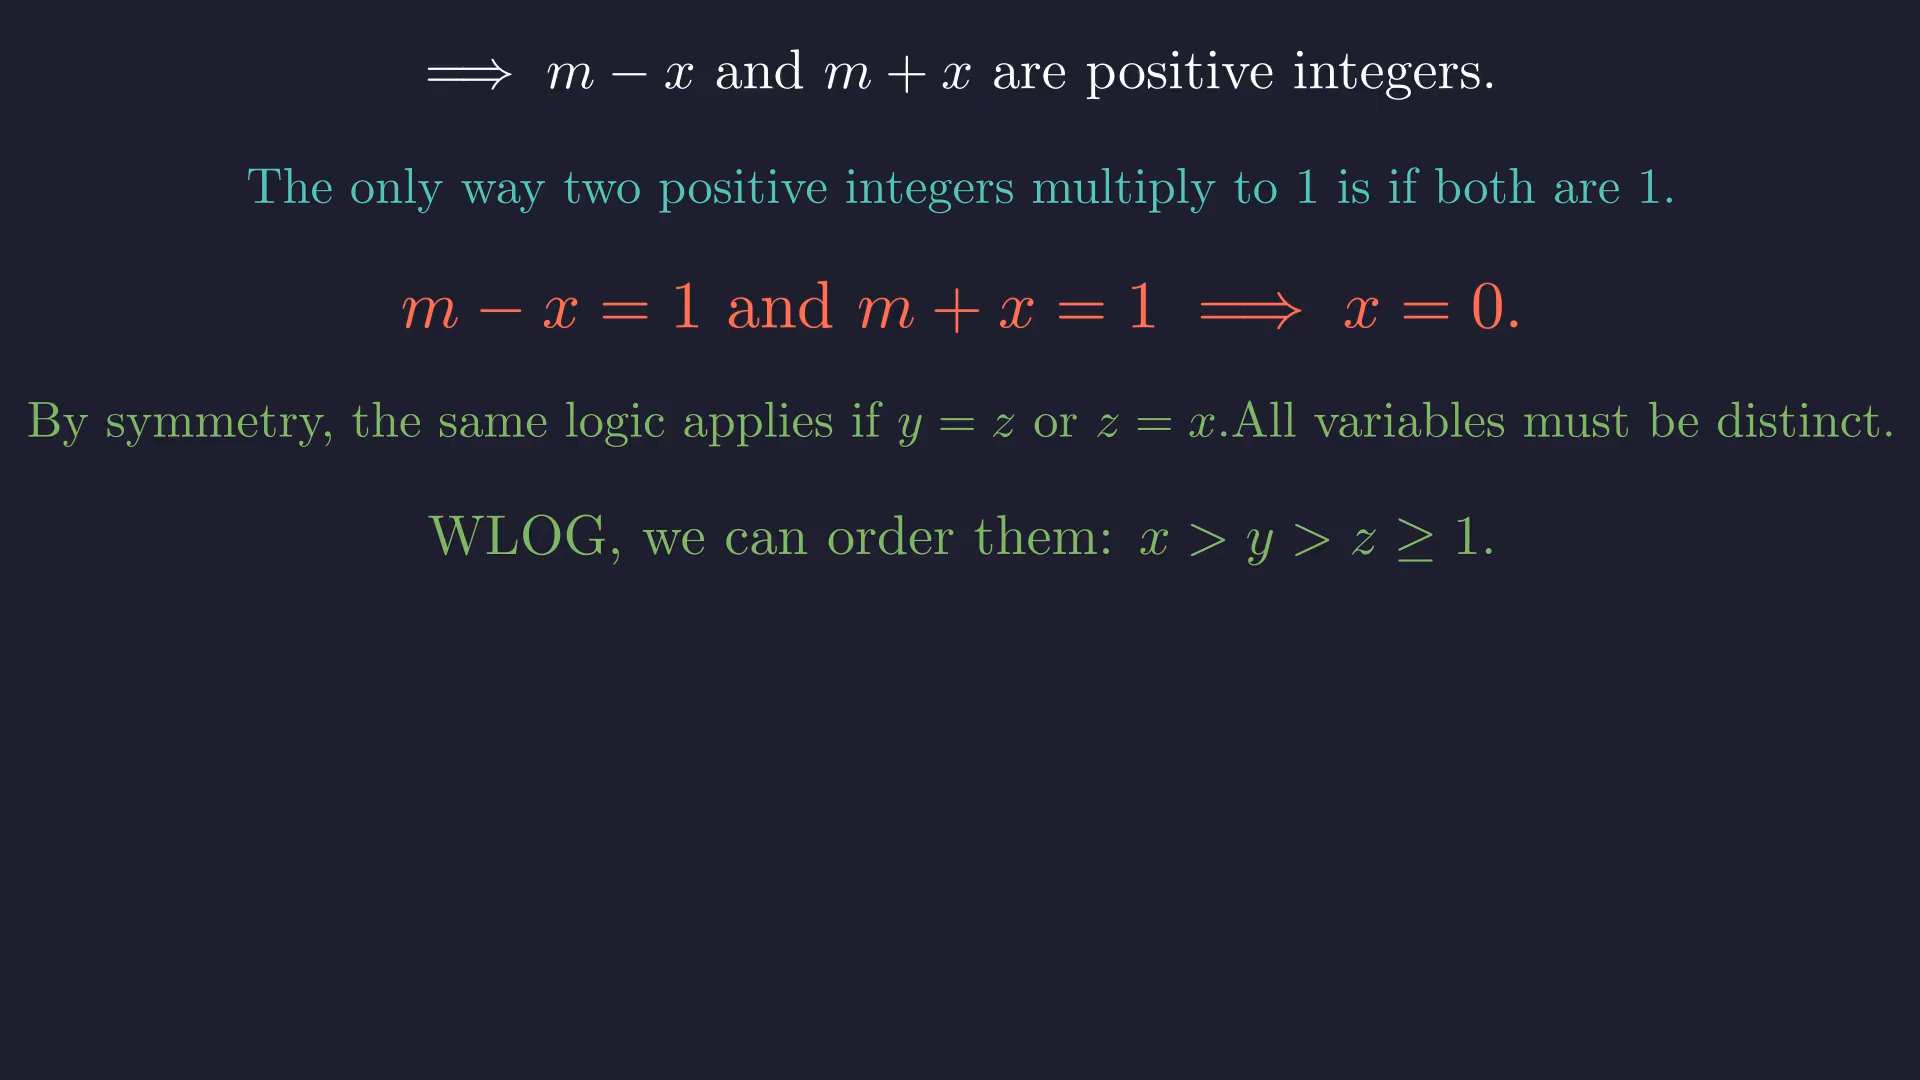 ⟹ m − x and m + x are positive integers.
The only way two positive integers multiply to 1 is if both are 1.
m − x = 1 and m + x = 1 ⟹ x = 0.
By symmetry, the same logic applies if y = z or z = x.All variables must be distinct.
WLOG, we can order them: x > y > z ≥ 1.